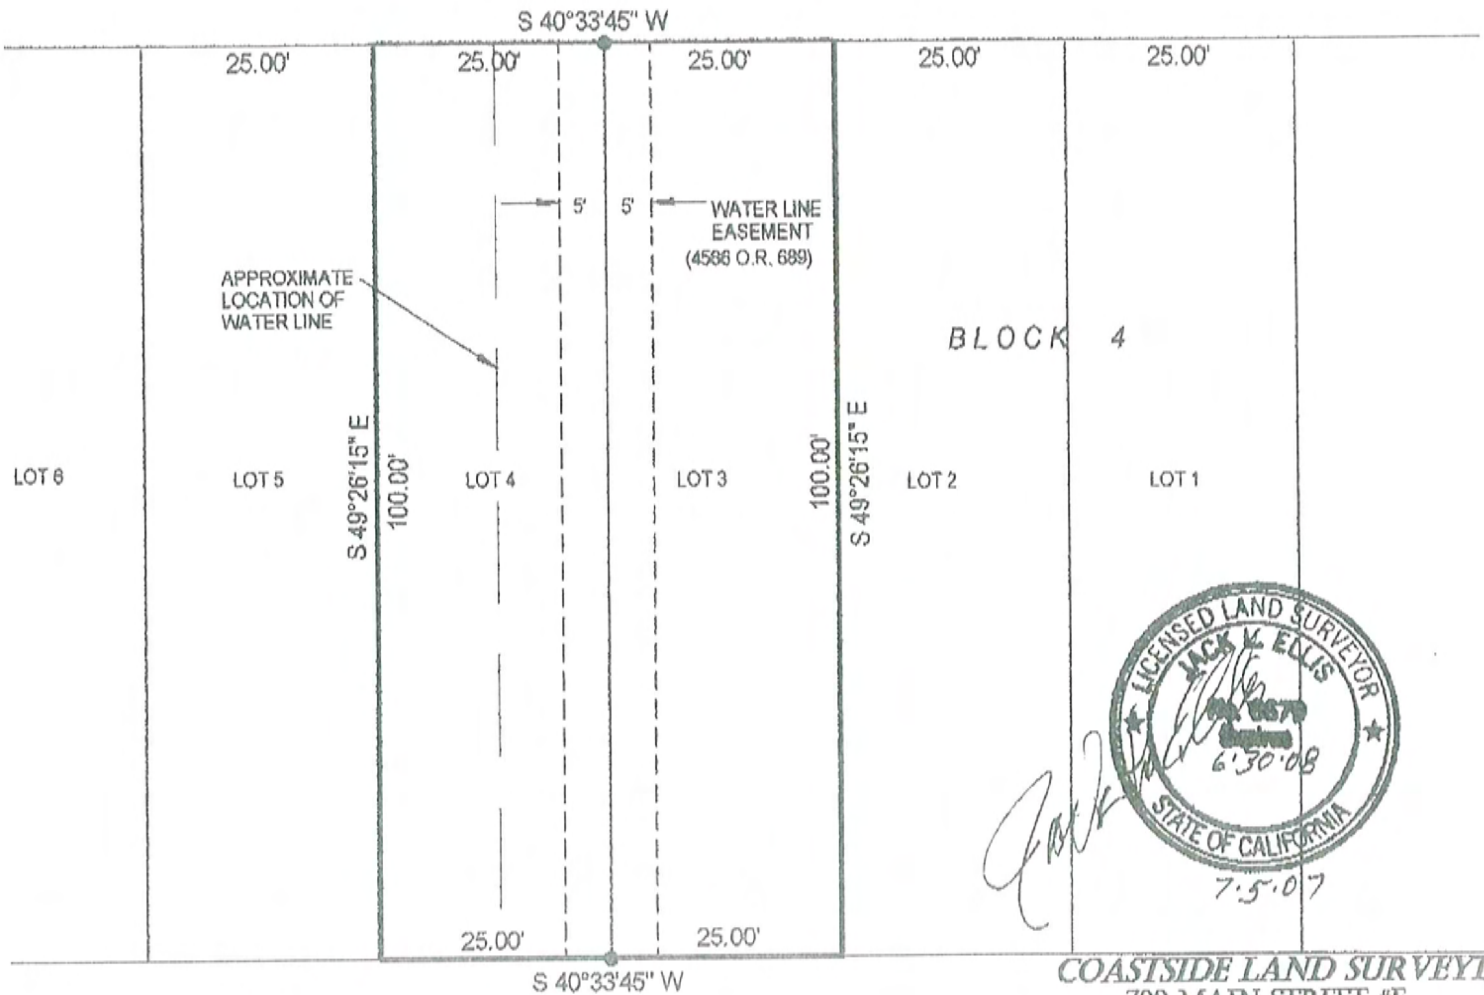 S 40°33'45" W
25.00' 25.00' 25.00' 25.00' 25.00'
5' 5'
WATER LINE
EASEMENT
(4566 O.R. 689)
APPROXIMATE
LOCATION OF
WATER LINE
BLOCK 4
S 49°26'15" E
100.00'
100.00'
S 49°26'15" E
LOT 6 LOT 5 LOT 4 LOT 3 LOT 2 LOT 1
LICENSED LAND SURVEYOR
JACK V. ELLIS
No.
6·30·08
STATE OF CALIFORNIA
7·5·07
25.00' 25.00'
S 40°33'45" W
COASTSIDE LAND